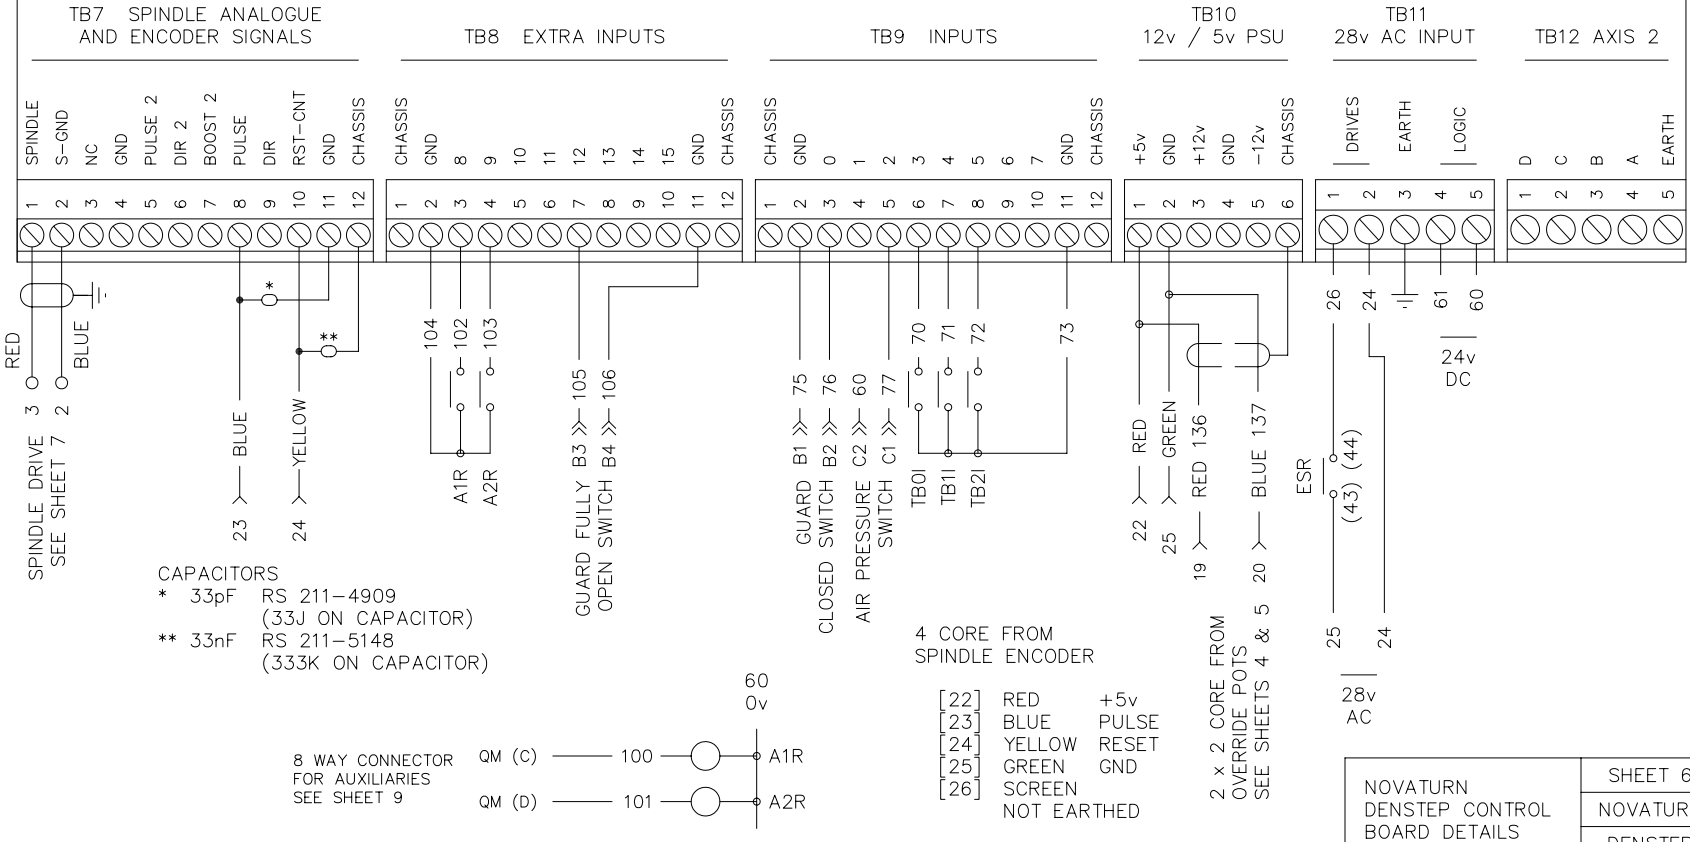 TB7 SPINDLE ANALOGUE
AND ENCODER SIGNALS
SPINDLE
S-GND
NC
GND
PULSE 2
DIR 2
BOOST 2
PULSE
DIR
RST-CNT
GND
CHASSIS
1 2 3 4 5 6 7 8 9 10 11 12
RED
BLUE
3
2
SPINDLE DRIVE
SEE SHEET 7
*
**
BLUE
YELLOW
23
24
CAPACITORS
* 33pF RS 211-4909
(33J ON CAPACITOR)
** 33nF RS 211-5148
(333K ON CAPACITOR)
TB8 EXTRA INPUTS
CHASSIS
GND
8
9
10
11
12
13
14
15
GND
CHASSIS
1 2 3 4 5 6 7 8 9 10 11 12
104
102
103
A1R
A2R
105
106
B3
B4
GUARD FULLY
OPEN SWITCH
TB9 INPUTS
CHASSIS
GND
0
1
2
3
4
5
6
7
GND
CHASSIS
1 2 3 4 5 6 7 8 9 10 11 12
75
76
60
77
70
71
72
73
B1
B2
C2
C1
GUARD
CLOSED SWITCH
AIR PRESSURE
SWITCH
TB0I
TB1I
TB2I
TB10
12v / 5v PSU
+5v
GND
+12v
GND
-12v
CHASSIS
1 2 3 4 5 6
RED
GREEN
RED 136
BLUE 137
22
25
19
20
2 x 2 CORE FROM
OVERRIDE POTS
SEE SHEETS 4 & 5
TB11
28v AC INPUT
DRIVES
EARTH
LOGIC
1 2 3 4 5
26
24
61
60
24v
DC
ESR
(43) (44)
25
24
28v
AC
TB12 AXIS 2
D
C
B
A
EARTH
1 2 3 4 5
4 CORE FROM
SPINDLE ENCODER
[22] RED +5v
[23] BLUE PULSE
[24] YELLOW RESET
[25] GREEN GND
[26] SCREEN
NOT EARTHED
60
0v
8 WAY CONNECTOR
FOR AUXILIARIES
SEE SHEET 9
QM (C) 100 A1R
QM (D) 101 A2R
NOVATURN
DENSTEP CONTROL
BOARD DETAILS
SHEET 6
NOVATUR